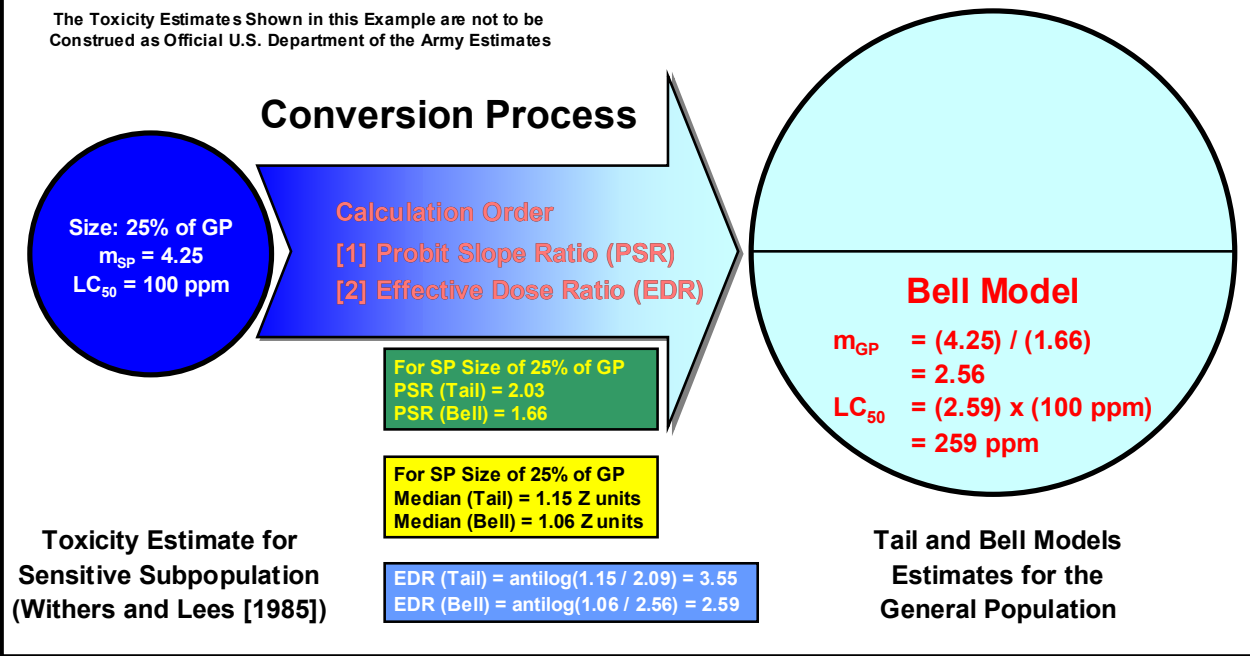 The Toxicity Estimates Shown in this Example are not to be
Construed as Official U.S. Department of the Army Estimates
Conversion Process
Size: 25% of GP
m_SP = 4.25
LC_50 = 100 ppm
Calculation Order
[1] Probit Slope Ratio (PSR)
[2] Effective Dose Ratio (EDR)
For SP Size of 25% of GP
PSR (Tail) = 2.03
PSR (Bell) = 1.66
For SP Size of 25% of GP
Median (Tail) = 1.15 Z units
Median (Bell) = 1.06 Z units
EDR (Tail) = antilog(1.15 / 2.09) = 3.55
EDR (Bell) = antilog(1.06 / 2.56) = 2.59
Toxicity Estimate for
Sensitive Subpopulation
(Withers and Lees [1985])
Bell Model
m_GP = (4.25) / (1.66)
= 2.56
LC_50 = (2.59) x (100 ppm)
= 259 ppm
Tail and Bell Models
Estimates for the
General Population